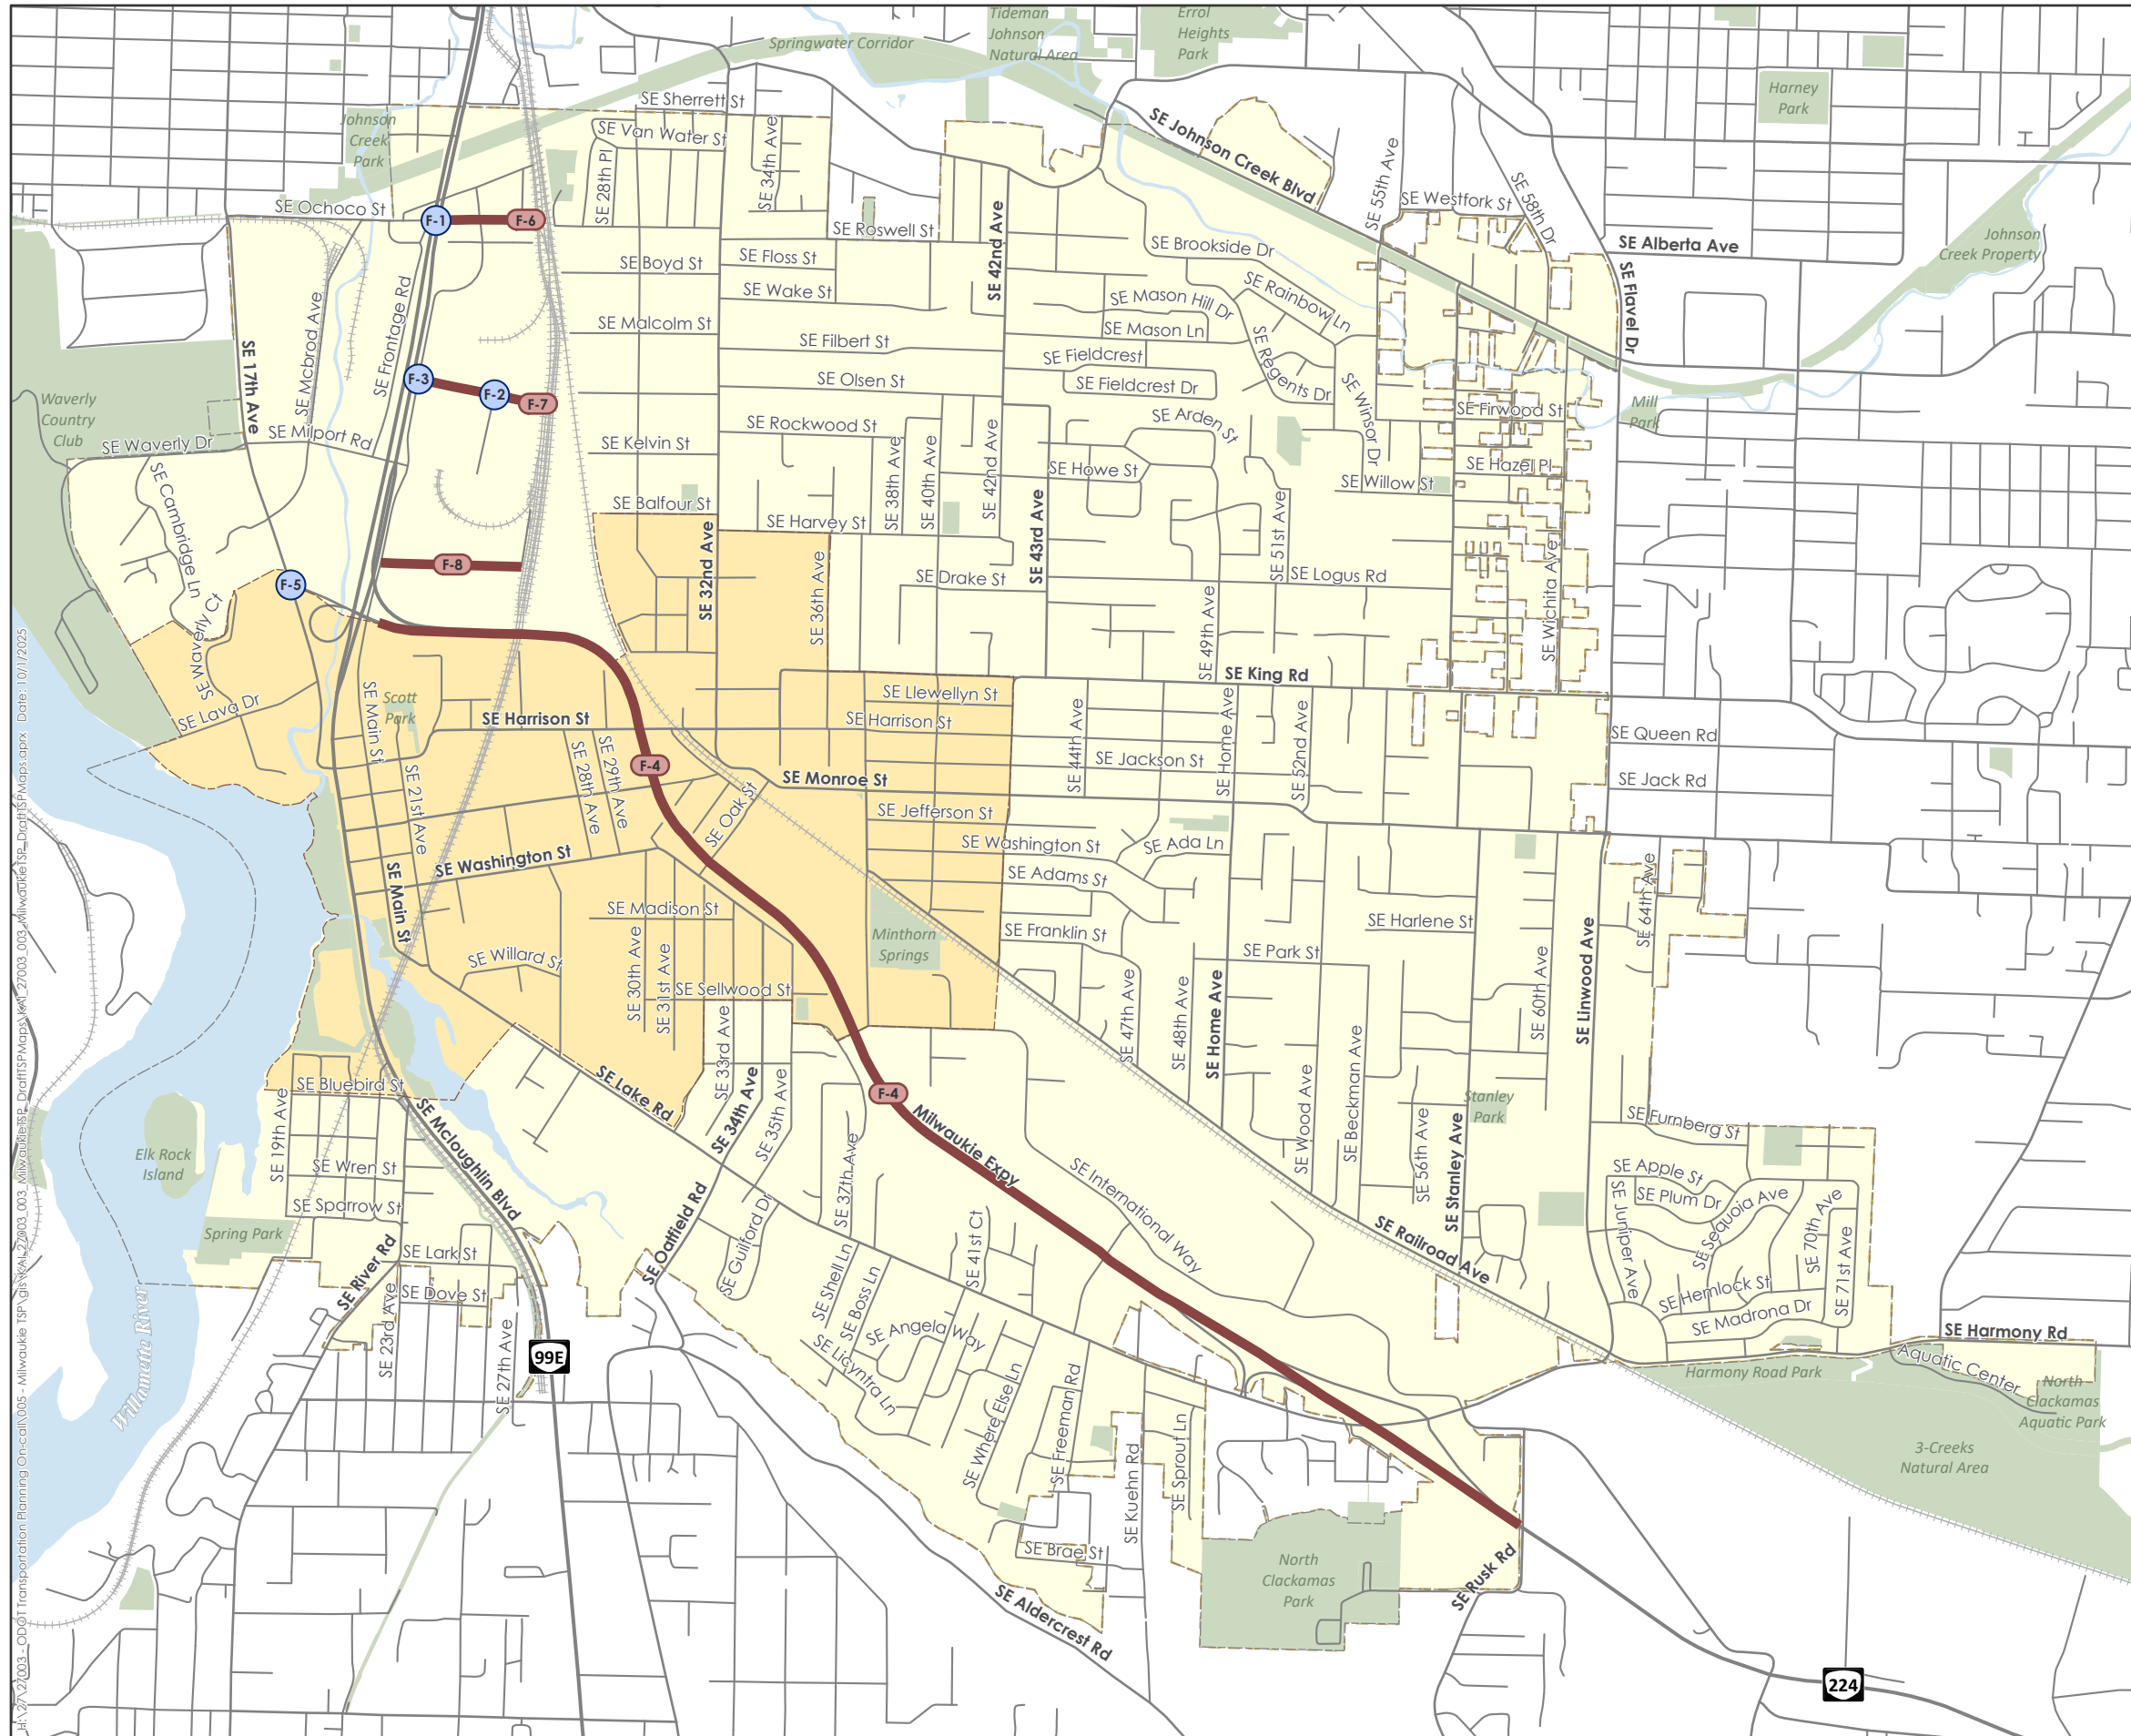 Tideman
Johnson
Natural Area
Errol
Heights
Park
Springwater Corridor
Harney
Park
SE Sherrett St
Johnson
Creek
Park
SE Van Water St
SE 34th Ave
SE 28th Pl
SE Johnson Creek Blvd
SE 55th Ave
SE Westfork St
SE 58th Dr
SE Ochoco St
F-1
F-6
SE Roswell St
SE 42nd Ave
SE Brookside Dr
SE Alberta Ave
Johnson
Creek Property
SE Boyd St
SE Floss St
SE Flavel Dr
SE Wake St
SE Mason Hill Dr
SE Rainbow Ln
SE Mcbrod Ave
SE Frontage Rd
SE Malcolm St
SE Mason Ln
SE Filbert St
SE Fieldcrest
SE Regents Dr
SE 17th Ave
F-3
F-2
F-7
SE Olsen St
SE Fieldcrest Dr
SE Winsor Dr
Waverly
Country
Club
SE Firwood St
Mill
Park
SE Arden St
SE Rockwood St
SE Waverly Dr
SE Milport Rd
SE Kelvin St
SE 38th Ave
SE 40th Ave
SE 42nd Ave
SE Howe St
SE Hazel Pl
SE Willow St
SE Cambridge Ln
SE Balfour St
SE Harvey St
SE 32nd Ave
SE 43rd Ave
SE 51st Ave
F-8
F-5
SE 36th Ave
SE Drake St
SE Logus Rd
SE Wichita Ave
SE 49th Ave
SE Waverly Ct
SE King Rd
SE Lava Dr
SE Main St
Scott
Park
SE Harrison St
SE Llewellyn St
SE Harrison St
SE 44th Ave
SE Home Ave
SE 52nd Ave
SE Queen Rd
SE 28th Ave
SE 29th Ave
F-4
SE Jackson St
SE Monroe St
SE Jack Rd
SE 21st Ave
SE Oak St
SE Jefferson St
SE Washington St
SE Washington St
SE Ada Ln
SE Adams St
SE Main St
SE Madison St
SE Harlene St
SE 64th Ave
SE Linwood Ave
Minthorn
Springs
SE Franklin St
SE Willard St
SE Park St
SE 30th Ave
SE 31st Ave
SE Sellwood St
SE 47th Ave
SE 48th Ave
SE Home Ave
SE 60th Ave
SE 33rd Ave
SE Bluebird St
SE Lake Rd
SE 34th Ave
SE 35th Ave
F-4
SE Wood Ave
SE Beckman Ave
Stanley
Park
SE Furnberg St
SE Mcloughlin Blvd
SE 19th Ave
Milwaukie Expy
SE 56th Ave
SE Stanley Ave
Elk Rock
Island
SE Wren St
SE 37th Ave
SE International Way
SE Apple St
SE Plum Dr
SE Sequoia Ave
SE Sparrow St
SE Juniper Ave
SE 70th Ave
SE 71st Ave
Spring Park
SE River Rd
SE Lark St
SE Oatfield Rd
SE Guilford Dr
SE 41st Ct
SE Railroad Ave
SE Shell Ln
SE Boss Ln
SE Dove St
SE 23rd Ave
SE Hemlock St
SE Madrona Dr
SE 27th Ave
99E
SE Angela Way
SE Licyntra Ln
SE Harmony Rd
Harmony Road Park
Aquatic Center
North
Clackamas
Aquatic Park
Willamette River
SE Where Else Ln
SE Freeman Rd
SE Kuehn Rd
SE Sprout Ln
3-Creeks
Natural Area
SE Brae St
North
Clackamas
Park
SE Rusk Rd
SE Aldercrest Rd
224
H:\27\27003 - ODOT Transportation Planning On-call\005 - Milwaukie TSP\gis\KAI_27003_003_MilwaukieTSP_DraftTSPMaps\KAI_27003_003_MilwaukieTSP_DraftTSPMaps.aprx Date: 10/1/2025